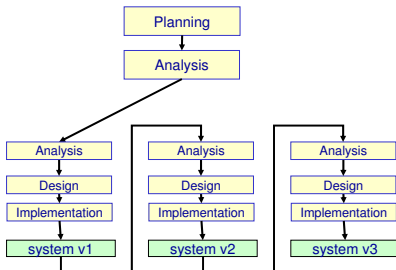 Planning
Analysis
Analysis
Analysis
Analysis
Design
Design
Design
Implementation
Implementation
Implementation
system v1
system v2
system v3